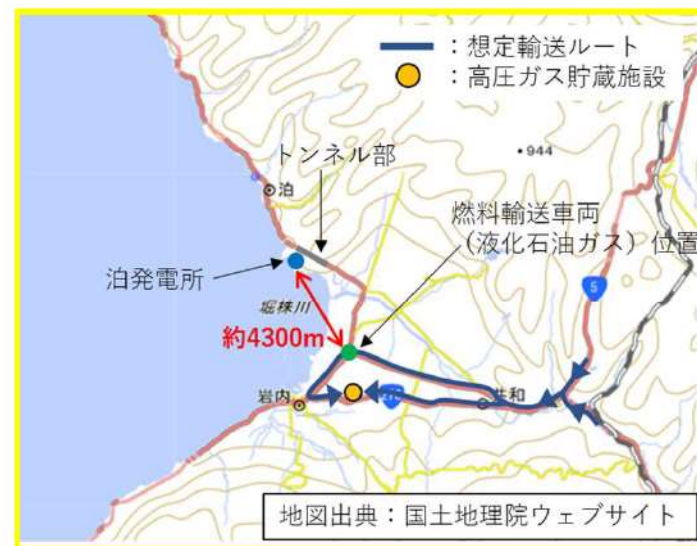 ：想定輸送ルート
：高圧ガス貯蔵施設
トンネル部
・944
泊
燃料輸送車両
（液化石油ガス）位置
泊発電所
5
堀株川
約4300m
岩内
共和
地図出典：国土地理院ウェブサイト